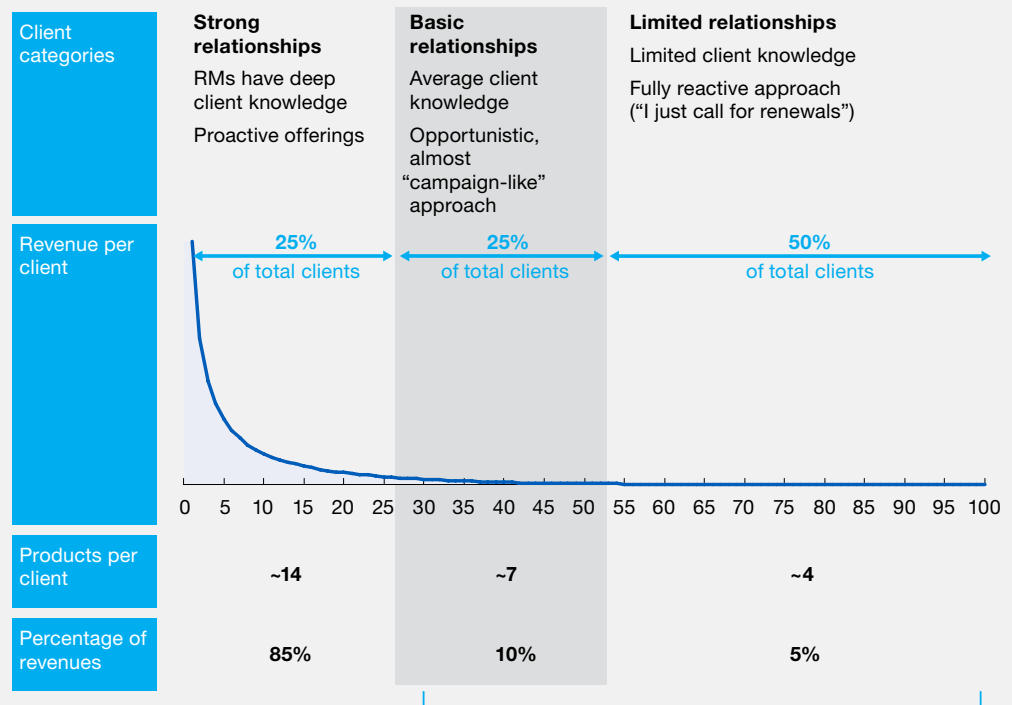 Client
categories
Strong
relationships
RMs have deep
client knowledge
Proactive offerings
Basic
relationships
Average client
knowledge
Opportunistic,
almost
“campaign-like”
approach
Limited relationships
Limited client knowledge
Fully reactive approach
(“I just call for renewals”)
Revenue per
client
25%
of total clients
25%
of total clients
50%
of total clients
0 5 10 15 20 25 30 35 40 45 50 55 60 65 70 75 80 85 90 95 100
Products per
client
~14
~7
~4
Percentage of
revenues
85%
10%
5%